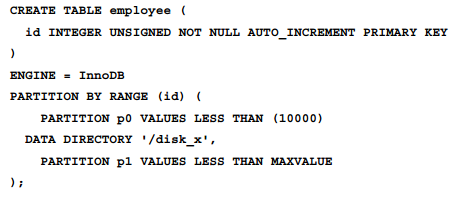 CREATE TABLE employee (
id INTEGER UNSIGNED NOT NULL AUTO_INCREMENT PRIMARY KEY
)
ENGINE = InnoDB
PARTITION BY RANGE (id) (
PARTITION p0 VALUES LESS THAN (10000)
DATA DIRECTORY '/disk_x',
PARTITION p1 VALUES LESS THAN MAXVALUE
);